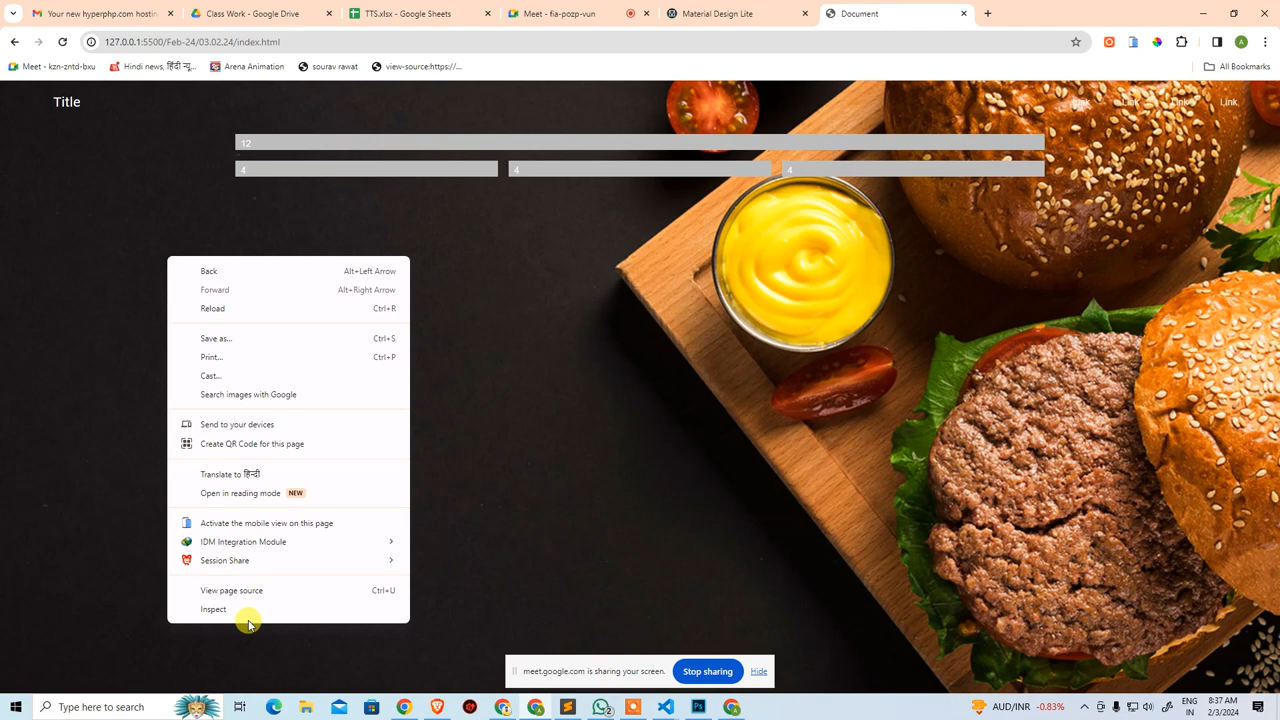 Your new hyperphp.com hostin
Class Work - Google Drive
TTS.xlsx - Google Sheets
Meet - fia-pozp-vun
Material Design Lite
Document
127.0.0.1:5500/Feb-24/03.02.24/index.html
A
Meet - kzn-zntd-bxu
Hindi news, हिंदी न्यू...
Arena Animation
sourav rawat
view-source:https://...
All Bookmarks
Title
Link
Link
Link
Link
12
4
4
4
Back Alt+Left Arrow
Forward Alt+Right Arrow
Reload Ctrl+R
Save as... Ctrl+S
Print... Ctrl+P
Cast...
Search images with Google
Send to your devices
Create QR Code for this page
Translate to हिन्दी
Open in reading mode NEW
Activate the mobile view on this page
IDM Integration Module
Session Share
View page source Ctrl+U
Inspect
meet.google.com is sharing your screen.
Stop sharing
Hide
Type here to search
AUD/INR -0.83%
ENG
IN
8:37 AM
2/3/2024